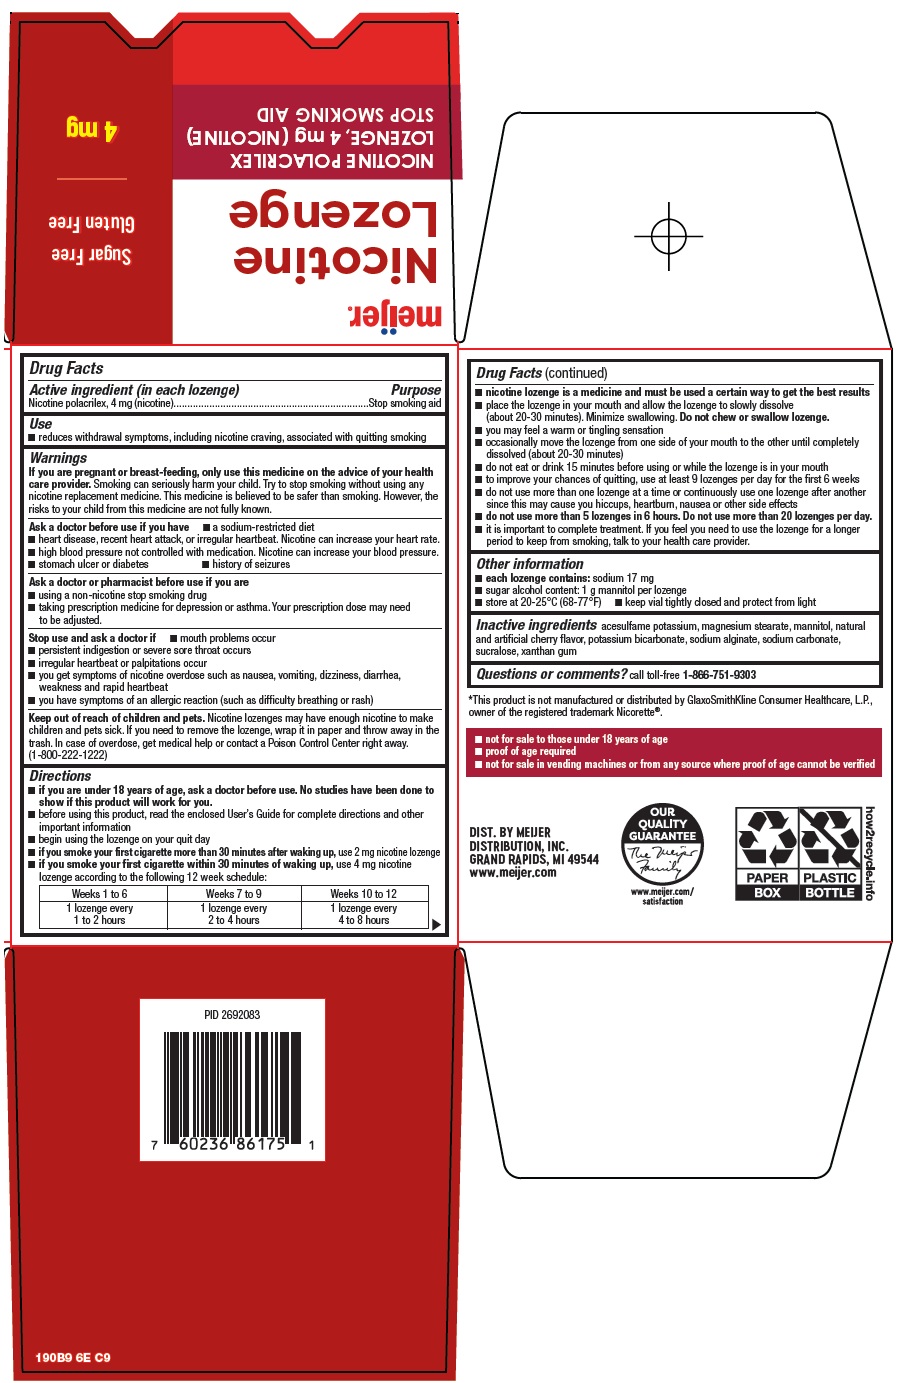 meijer.
Nicotine
Lozenge
NICOTINE POLACRILEX
LOZENGE, 4 mg (NICOTINE)
STOP SMOKING AID
Sugar Free
Gluten Free
4 mg
Drug Facts
Active ingredient (in each lozenge) Purpose
Nicotine polacrilex, 4 mg (nicotine)........................................................................Stop smoking aid
Use
■ reduces withdrawal symptoms, including nicotine craving, associated with quitting smoking
Warnings
If you are pregnant or breast-feeding, only use this medicine on the advice of your health
care provider. Smoking can seriously harm your child. Try to stop smoking without using any
nicotine replacement medicine. This medicine is believed to be safer than smoking. However, the
risks to your child from this medicine are not fully known.
Ask a doctor before use if you have ■ a sodium-restricted diet
■ heart disease, recent heart attack, or irregular heartbeat. Nicotine can increase your heart rate.
■ high blood pressure not controlled with medication. Nicotine can increase your blood pressure.
■ stomach ulcer or diabetes ■ history of seizures
Ask a doctor or pharmacist before use if you are
■ using a non-nicotine stop smoking drug
■ taking prescription medicine for depression or asthma. Your prescription dose may need
to be adjusted.
Stop use and ask a doctor if ■ mouth problems occur
■ persistent indigestion or severe sore throat occurs
■ irregular heartbeat or palpitations occur
■ you get symptoms of nicotine overdose such as nausea, vomiting, dizziness, diarrhea,
weakness and rapid heartbeat
■ you have symptoms of an allergic reaction (such as difficulty breathing or rash)
Keep out of reach of children and pets. Nicotine lozenges may have enough nicotine to make
children and pets sick. If you need to remove the lozenge, wrap it in paper and throw away in the
trash. In case of overdose, get medical help or contact a Poison Control Center right away.
(1-800-222-1222)
Directions
■ if you are under 18 years of age, ask a doctor before use. No studies have been done to
show if this product will work for you.
■ before using this product, read the enclosed User's Guide for complete directions and other
important information
■ begin using the lozenge on your quit day
■ if you smoke your first cigarette more than 30 minutes after waking up, use 2 mg nicotine lozenge
■ if you smoke your first cigarette within 30 minutes of waking up, use 4 mg nicotine
lozenge according to the following 12 week schedule:
Weeks 1 to 6 Weeks 7 to 9 Weeks 10 to 12
1 lozenge every 1 lozenge every 1 lozenge every
1 to 2 hours 2 to 4 hours 4 to 8 hours
Drug Facts (continued)
■ nicotine lozenge is a medicine and must be used a certain way to get the best results
■ place the lozenge in your mouth and allow the lozenge to slowly dissolve
(about 20-30 minutes). Minimize swallowing. Do not chew or swallow lozenge.
■ you may feel a warm or tingling sensation
■ occasionally move the lozenge from one side of your mouth to the other until completely
dissolved (about 20-30 minutes)
■ do not eat or drink 15 minutes before using or while the lozenge is in your mouth
■ to improve your chances of quitting, use at least 9 lozenges per day for the first 6 weeks
■ do not use more than one lozenge at a time or continuously use one lozenge after another
since this may cause you hiccups, heartburn, nausea or other side effects
■ do not use more than 5 lozenges in 6 hours. Do not use more than 20 lozenges per day.
■ it is important to complete treatment. If you feel you need to use the lozenge for a longer
period to keep from smoking, talk to your health care provider.
Other information
■ each lozenge contains: sodium 17 mg
■ sugar alcohol content: 1 g mannitol per lozenge
■ store at 20-25°C (68-77°F) ■ keep vial tightly closed and protect from light
Inactive ingredients acesulfame potassium, magnesium stearate, mannitol, natural
and artificial cherry flavor, potassium bicarbonate, sodium alginate, sodium carbonate,
sucralose, xanthan gum
Questions or comments? call toll-free 1-866-751-9303
*This product is not manufactured or distributed by GlaxoSmithKline Consumer Healthcare, L.P.,
owner of the registered trademark Nicorette®.
■ not for sale to those under 18 years of age
■ proof of age required
■ not for sale in vending machines or from any source where proof of age cannot be verified
DIST. BY MEIJER
DISTRIBUTION, INC.
GRAND RAPIDS, MI 49544
www.meijer.com
OUR
QUALITY
GUARANTEE
The Meijer
Family
www.meijer.com/
satisfaction
PAPER
BOX
PLASTIC
BOTTLE
how2recycle.info
PID 2692083
7 60236 86175 1
190B9 6E C9